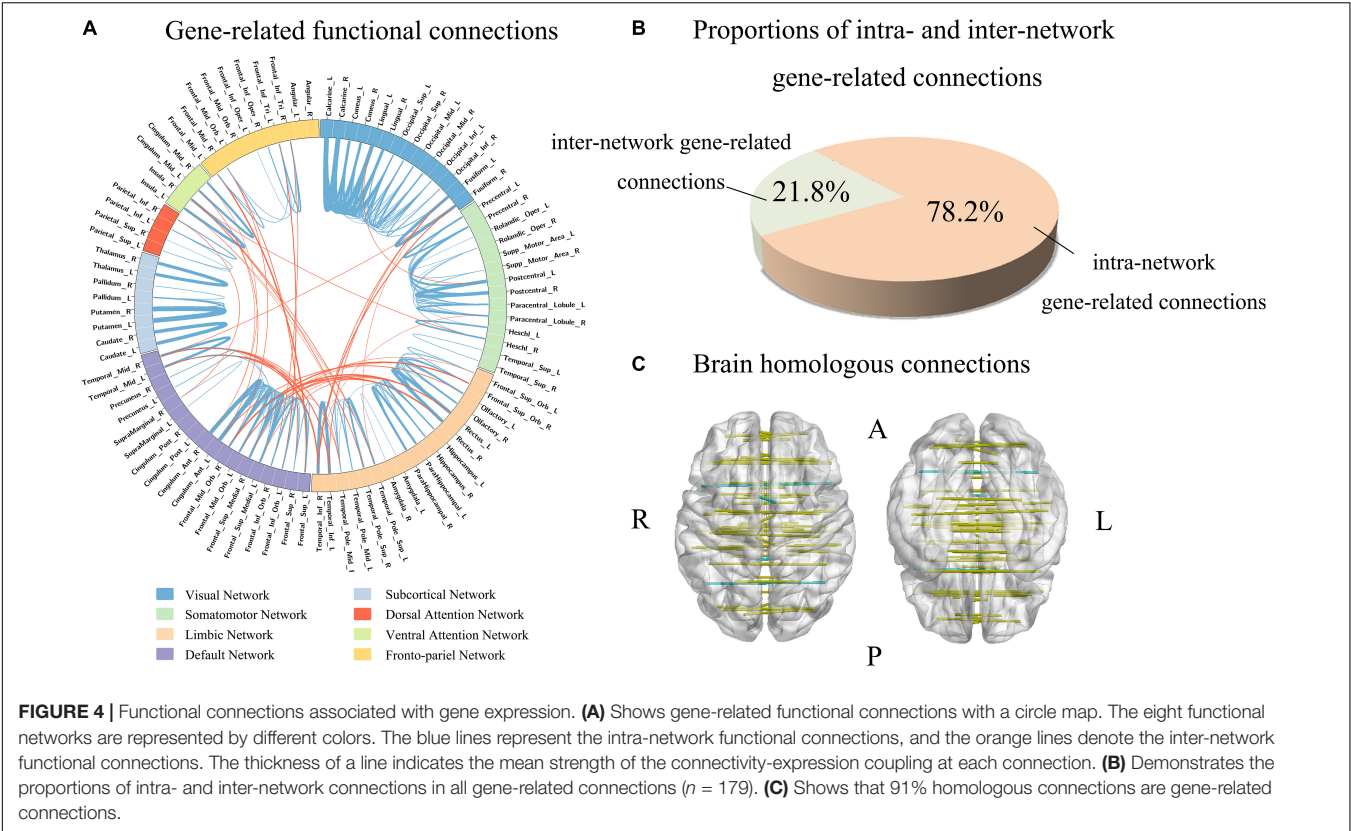 A
Gene-related functional connections
Angular_R
Angular_L
Frontal_Inf_Tri_R
Frontal_Inf_Tri_L
Frontal_Inf_Oper_R
Frontal_Inf_Oper_L
Frontal_Mid_Orb_R
Frontal_Mid_Orb_L
Frontal_Mid_R
Frontal_Mid_L
Cingulum_Mid_R
Cingulum_Mid_L
Insula_R
Insula_L
Parietal_Inf_R
Parietal_Inf_L
Parietal_Sup_R
Parietal_Sup_L
Thalamus_R
Thalamus_L
Pallidum_R
Pallidum_L
Putamen_R
Putamen_L
Caudate_R
Caudate_L
Temporal_Mid_R
Temporal_Mid_L
Precuneus_R
Precuneus_L
SupraMarginal_R
SupraMarginal_L
Cingulum_Post_R
Cingulum_Post_L
Cingulum_Ant_R
Cingulum_Ant_L
Frontal_Mid_Orb_R
Frontal_Mid_Orb_L
Frontal_Sup_Medial_R
Frontal_Sup_Medial_L
Frontal_Inf_Orb_R
Frontal_Inf_Orb_L
Frontal_Sup_R
Frontal_Sup_L
Calcarine_L
Calcarine_R
Cuneus_L
Cuneus_R
Lingual_L
Lingual_R
Occipital_Sup_L
Occipital_Sup_R
Occipital_Mid_L
Occipital_Mid_R
Occipital_Inf_L
Occipital_Inf_R
Fusiform_L
Fusiform_R
Precentral_L
Precentral_R
Rolandic_Oper_L
Rolandic_Oper_R
Supp_Motor_Area_L
Supp_Motor_Area_R
Postcentral_L
Postcentral_R
Paracentral_Lobule_L
Paracentral_Lobule_R
Heschl_L
Heschl_R
Temporal_Sup_L
Temporal_Sup_R
Frontal_Sup_Orb_L
Frontal_Sup_Orb_R
Olfactory_L
Olfactory_R
Rectus_L
Rectus_R
Hippocampus_L
Hippocampus_R
ParaHippocampal_L
ParaHippocampal_R
Amygdala_L
Amygdala_R
Temporal_Pole_Sup_L
Temporal_Pole_Sup_R
Temporal_Pole_Mid_L
Temporal_Pole_Mid_I
Temporal_Inf_L
Temporal_Inf_R
Visual Network
Somatomotor Network
Limbic Network
Default Network
Subcortical Network
Dorsal Attention Network
Ventral Attention Network
Fronto-pariel Network
B
Proportions of intra- and inter-network
gene-related connections
inter-network gene-related
connections
21.8%
78.2%
intra-network
gene-related connections
C
Brain homologous connections
A
R
L
P
FIGURE 4 | Functional connections associated with gene expression. (A) Shows gene-related functional connections with a circle map. The eight functional
networks are represented by different colors. The blue lines represent the intra-network functional connections, and the orange lines denote the inter-network
functional connections. The thickness of a line indicates the mean strength of the connectivity-expression coupling at each connection. (B) Demonstrates the
proportions of intra- and inter-network connections in all gene-related connections (n = 179). (C) Shows that 91% homologous connections are gene-related
connections.